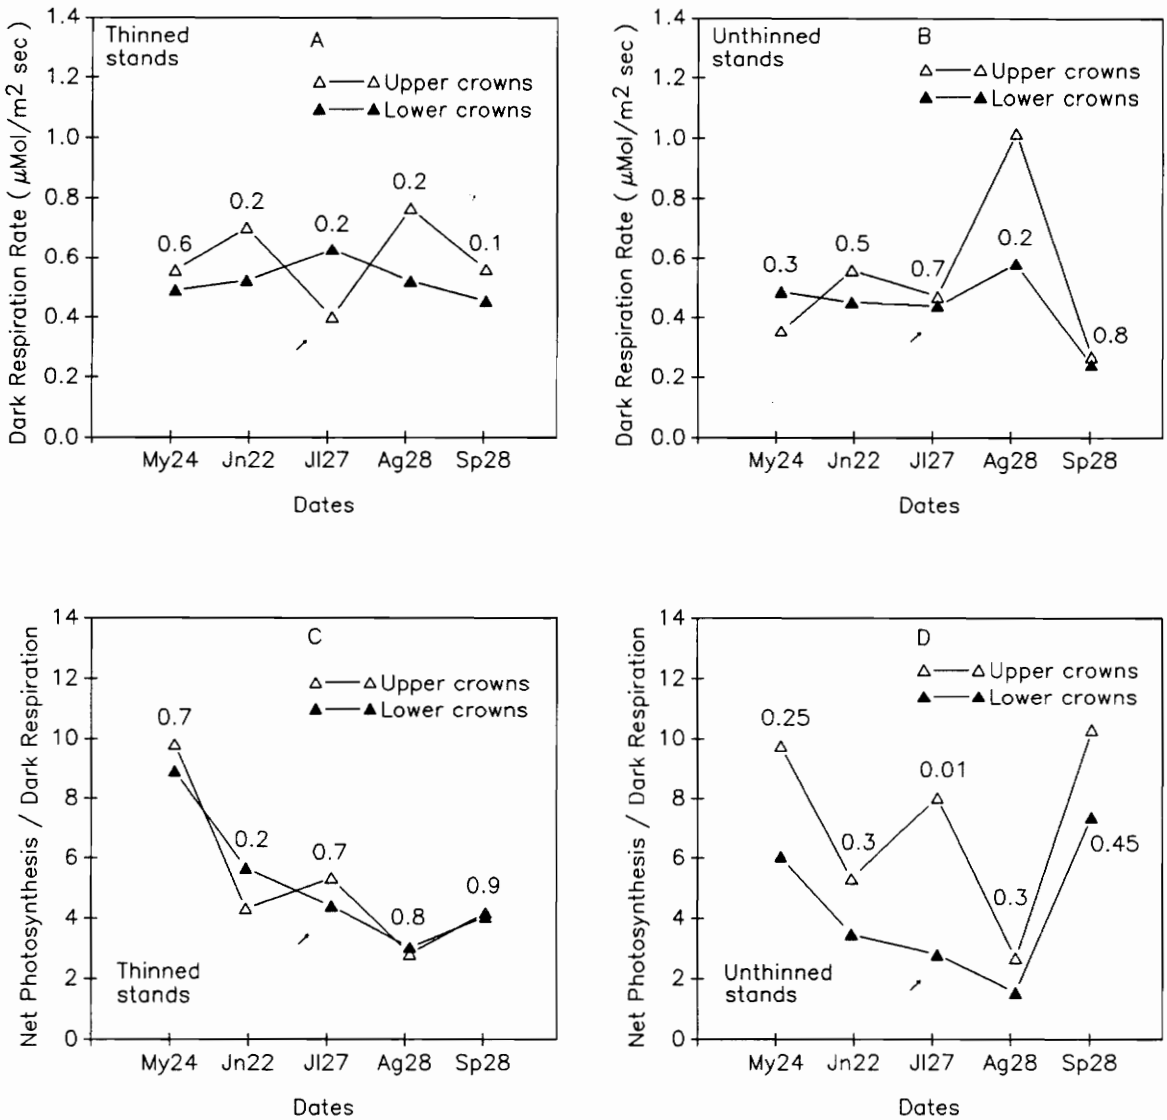 Dark Respiration Rate ( μMol/m2 sec)
1.4
1.2
1.0
0.8
0.6
0.4
0.2
0.0
Thinned
stands
A
Upper crowns
Lower crowns
0.6
0.2
0.2
0.2
0.1
My24 Jn22 Jl27 Ag28 Sp28
Dates
Dark Respiration Rate ( μMol/m2 sec)
1.4
1.2
1.0
0.8
0.6
0.4
0.2
0.0
Unthinned
stands
B
Upper crowns
Lower crowns
0.3
0.5
0.7
0.2
0.8
My24 Jn22 Jl27 Ag28 Sp28
Dates
Net Photosynthesis / Dark Respiration
14
12
10
8
6
4
2
0
C
Upper crowns
Lower crowns
0.7
0.2
0.7
0.8
0.9
Thinned
stands
My24 Jn22 Jl27 Ag28 Sp28
Dates
Net Photosynthesis / Dark Respiration
14
12
10
8
6
4
2
0
D
Upper crowns
Lower crowns
0.25
0.3
0.01
0.3
0.45
Unthinned
stands
My24 Jn22 Jl27 Ag28 Sp28
Dates